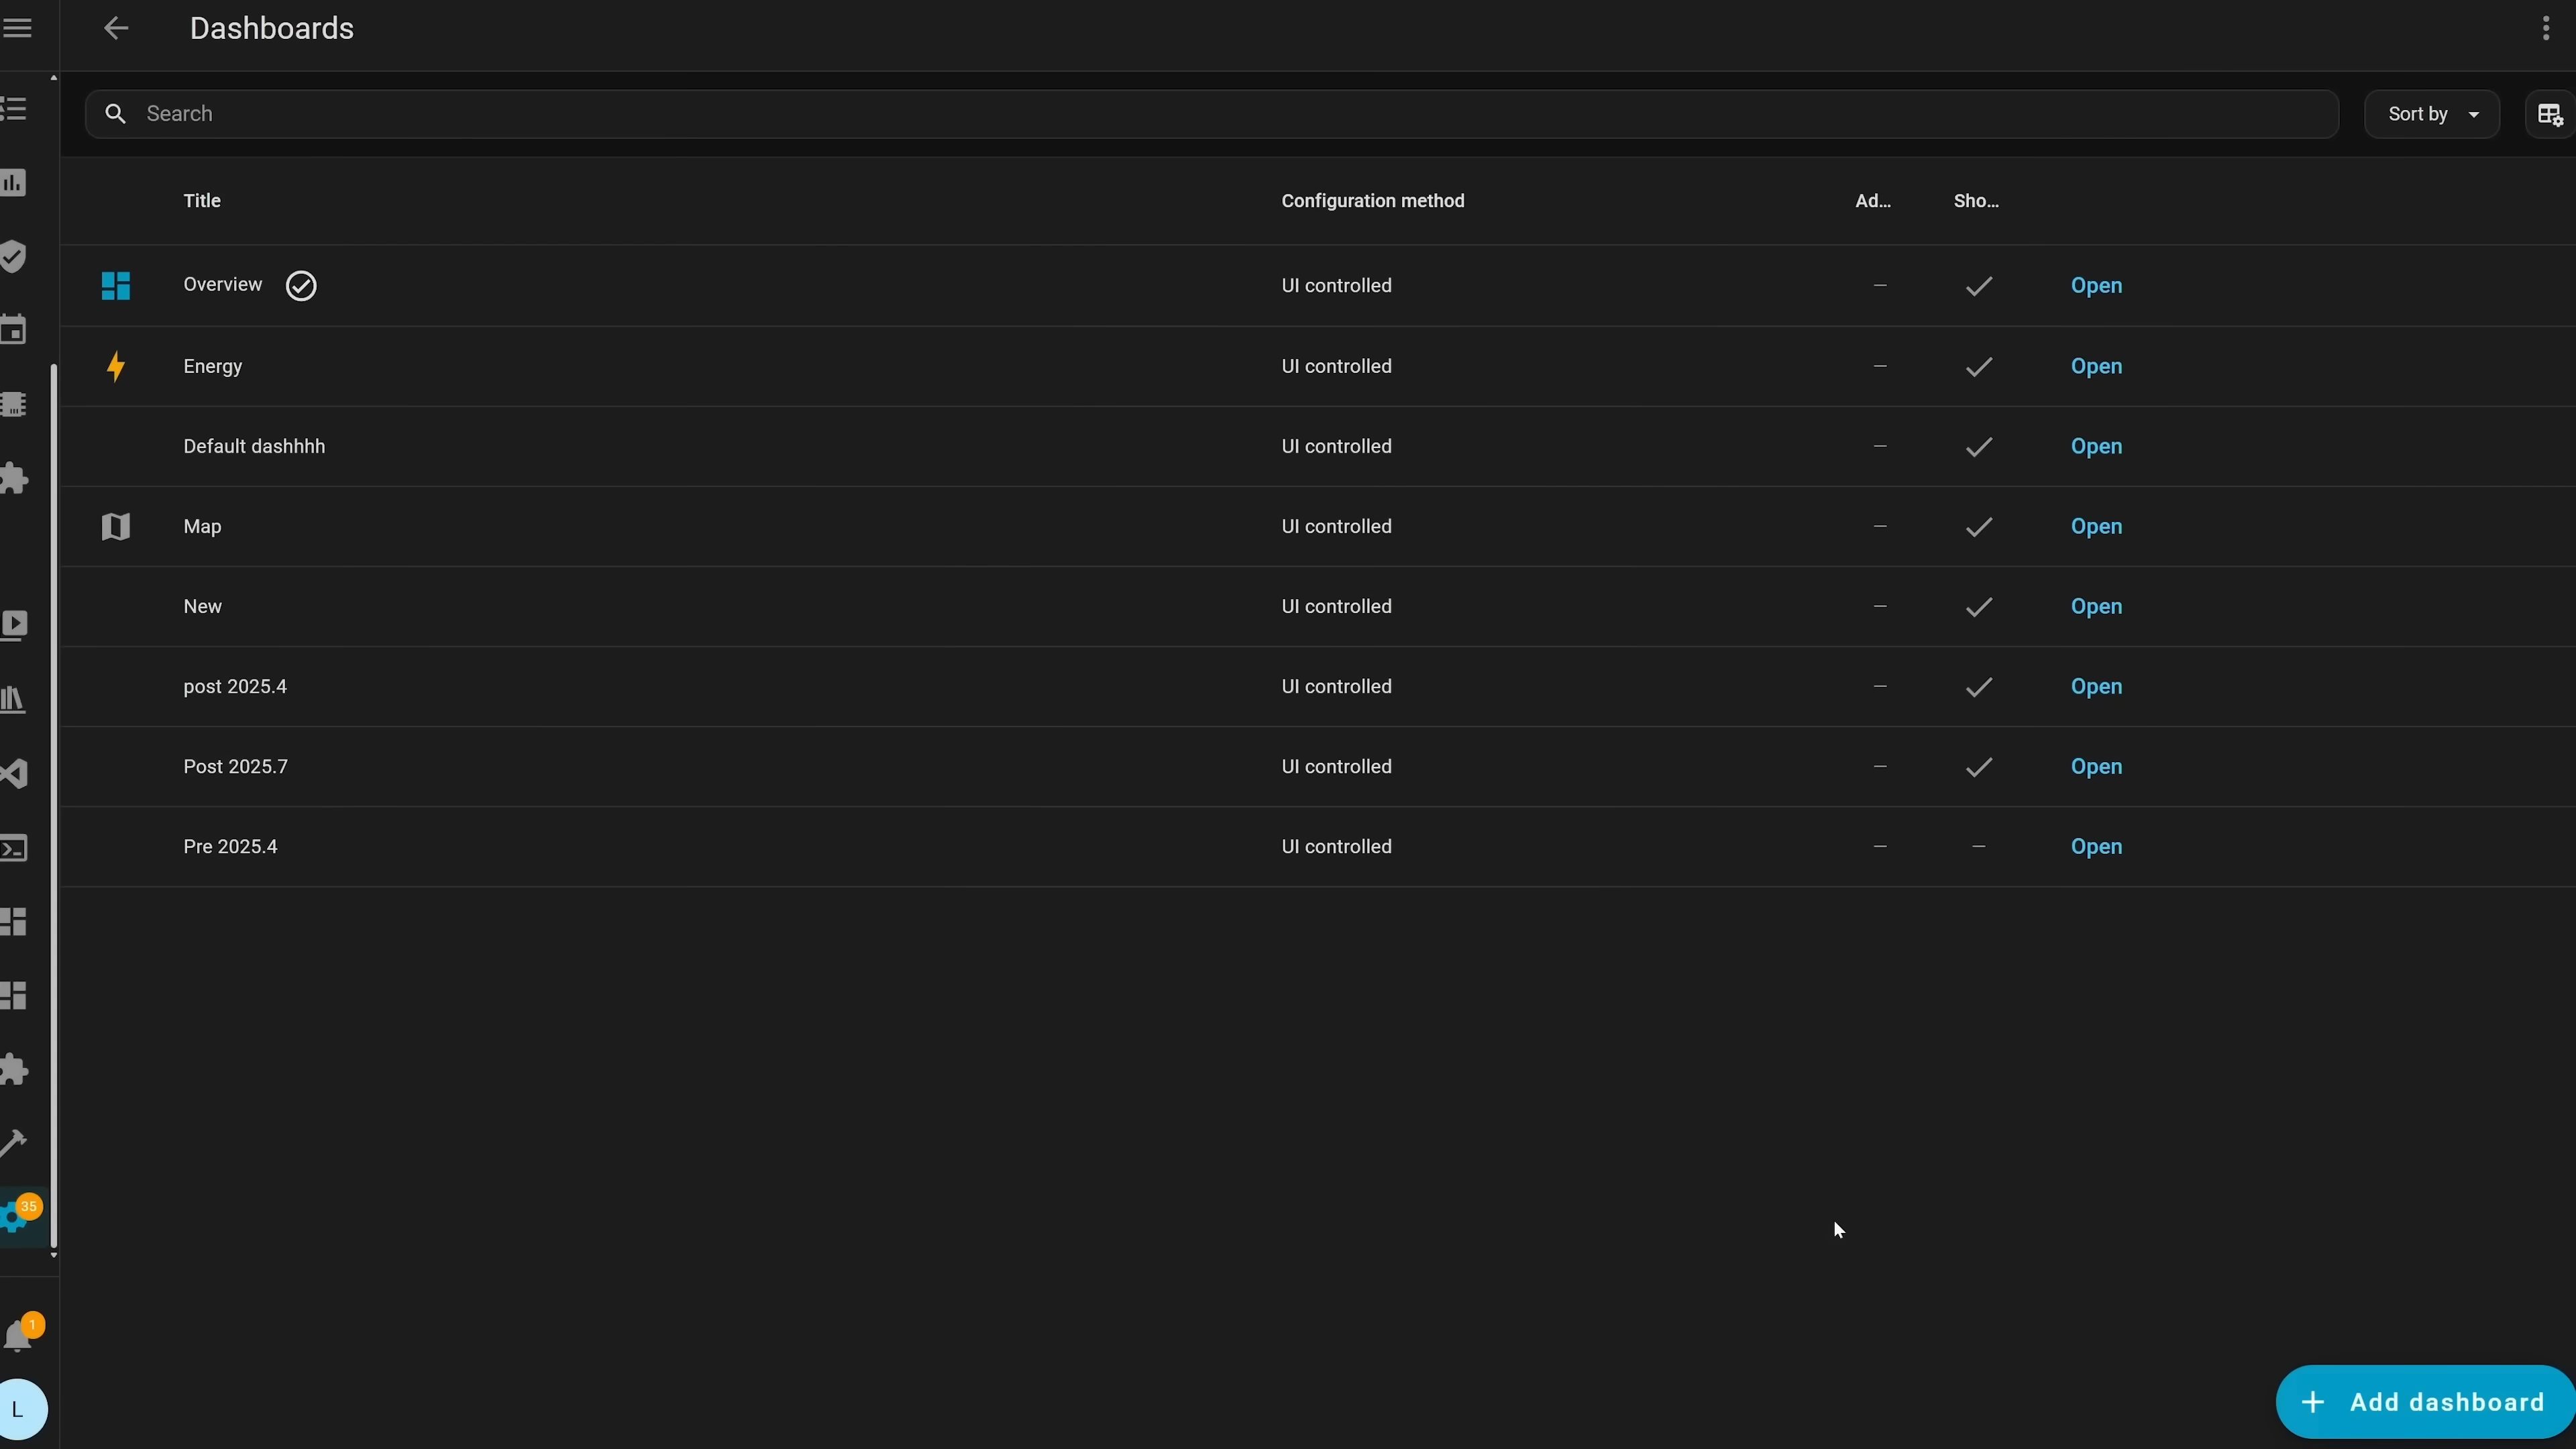 Dashboards
Search
Sort by
Title Configuration method Ad... Sho...
Overview UI controlled — Open
Energy UI controlled — Open
Default dashhhh UI controlled — Open
Map UI controlled — Open
New UI controlled — Open
post 2025.4 UI controlled — Open
Post 2025.7 UI controlled — Open
Pre 2025.4 UI controlled — — Open
35
1
L
+ Add dashboard